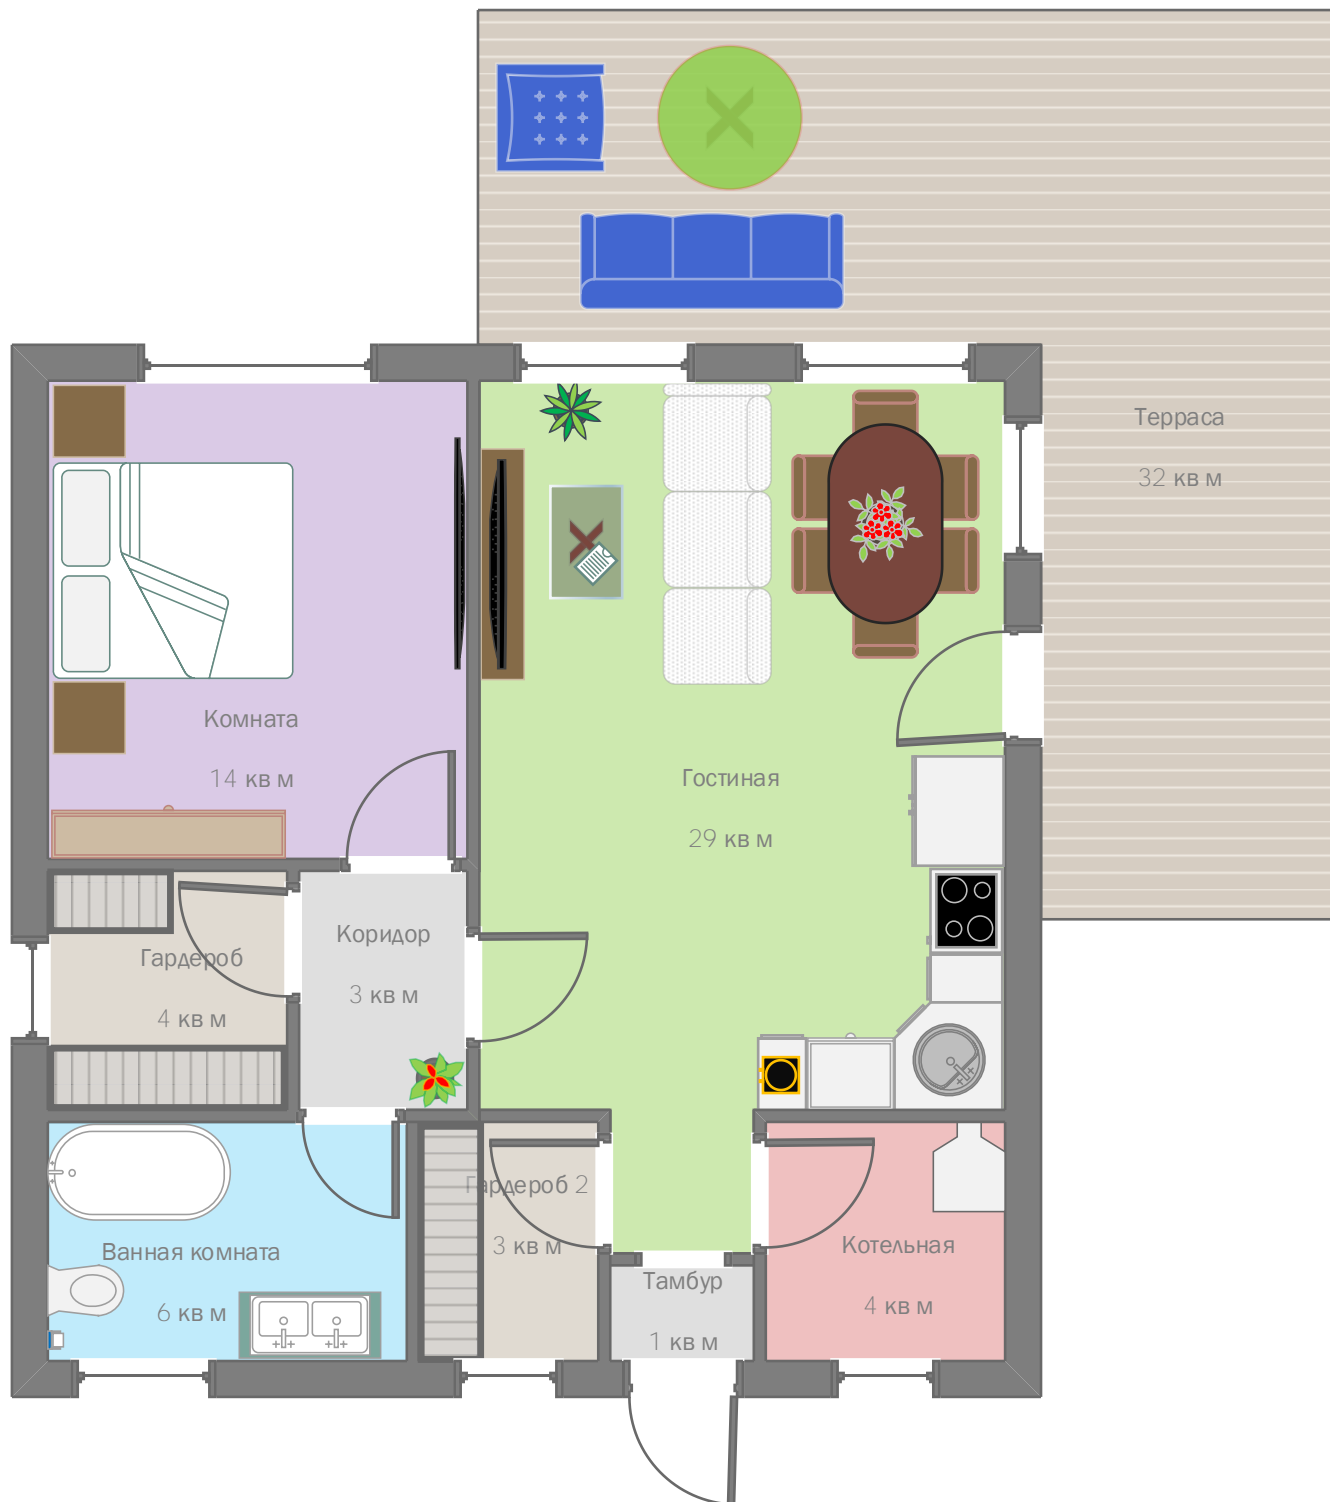 Терраса
32 кв м
Комната
14 кв м
Гостиная
29 кв м
Коридор
3 кв м
Гардероб
4 кв м
Гардероб 2
3 кв м
Ванная комната
6 кв м
Котельная
4 кв м
Тамбур
1 кв м